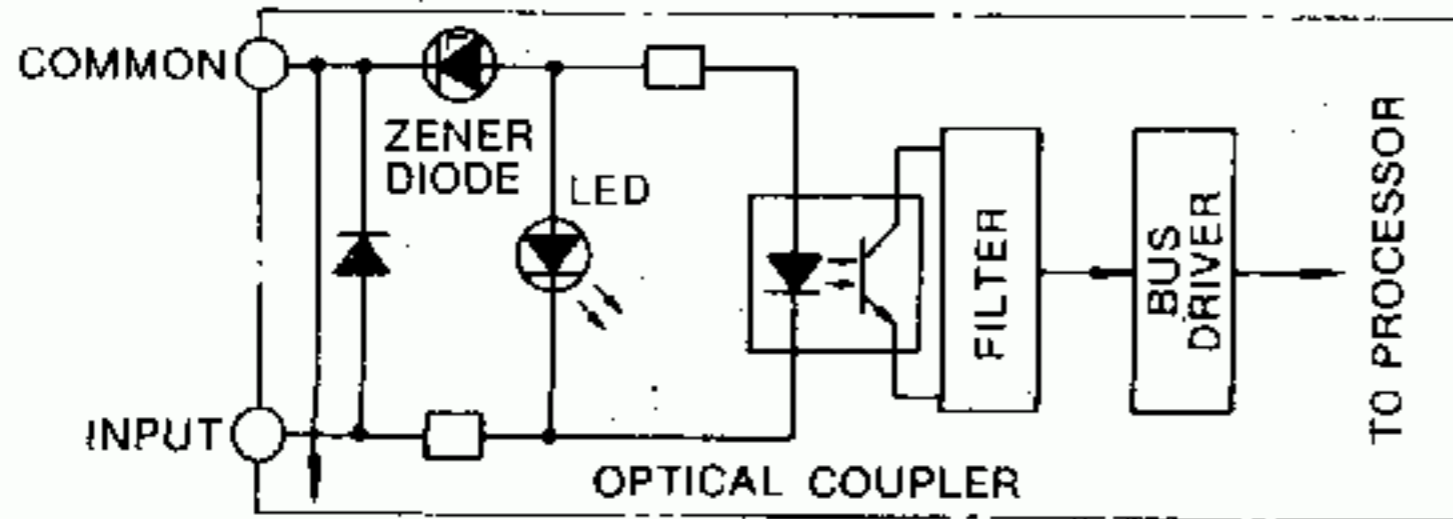 COMMON
ZENER
DIODE
LED
INPUT
OPTICAL COUPLER
FILTER
BUS
DRIVER
TO PROCESSOR